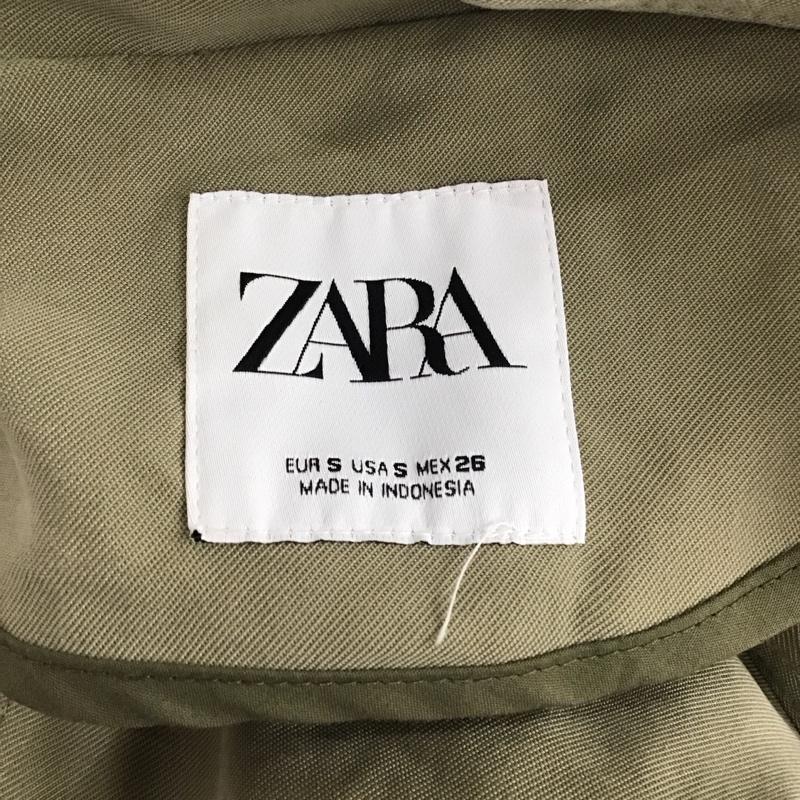 ZARA
EUR S USA S MEX 26
MADE IN INDONESIA